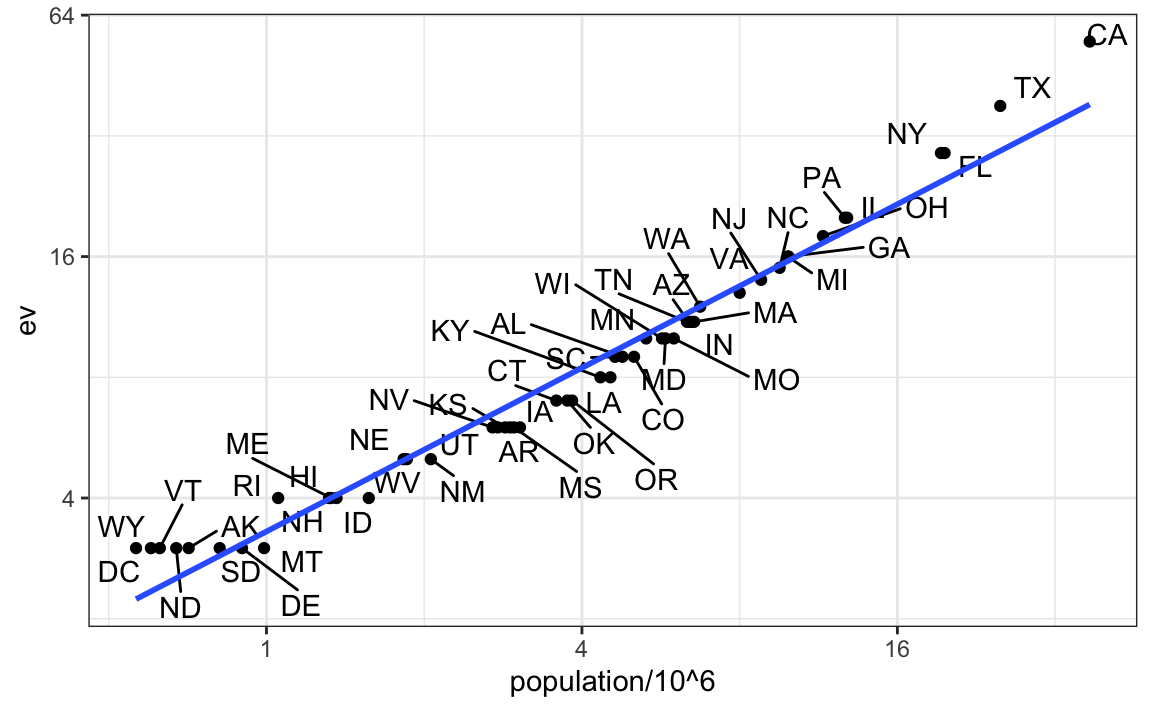 64
CA
TX
NY
FL
PA
IL
OH
NJ
NC
GA
WA
VA
MI
16
WI
TN
AZ
MA
KY
AL
MN
IN
SC
MD
MO
CT
LA
CO
NV
KS
IA
OK
ME
NE
UT
AR
OR
VT
RI
HI
WV
NM
MS
4
WY
AK
NH
ID
DC
SD
MT
ND
DE
ev
1
4
16
population/10^6